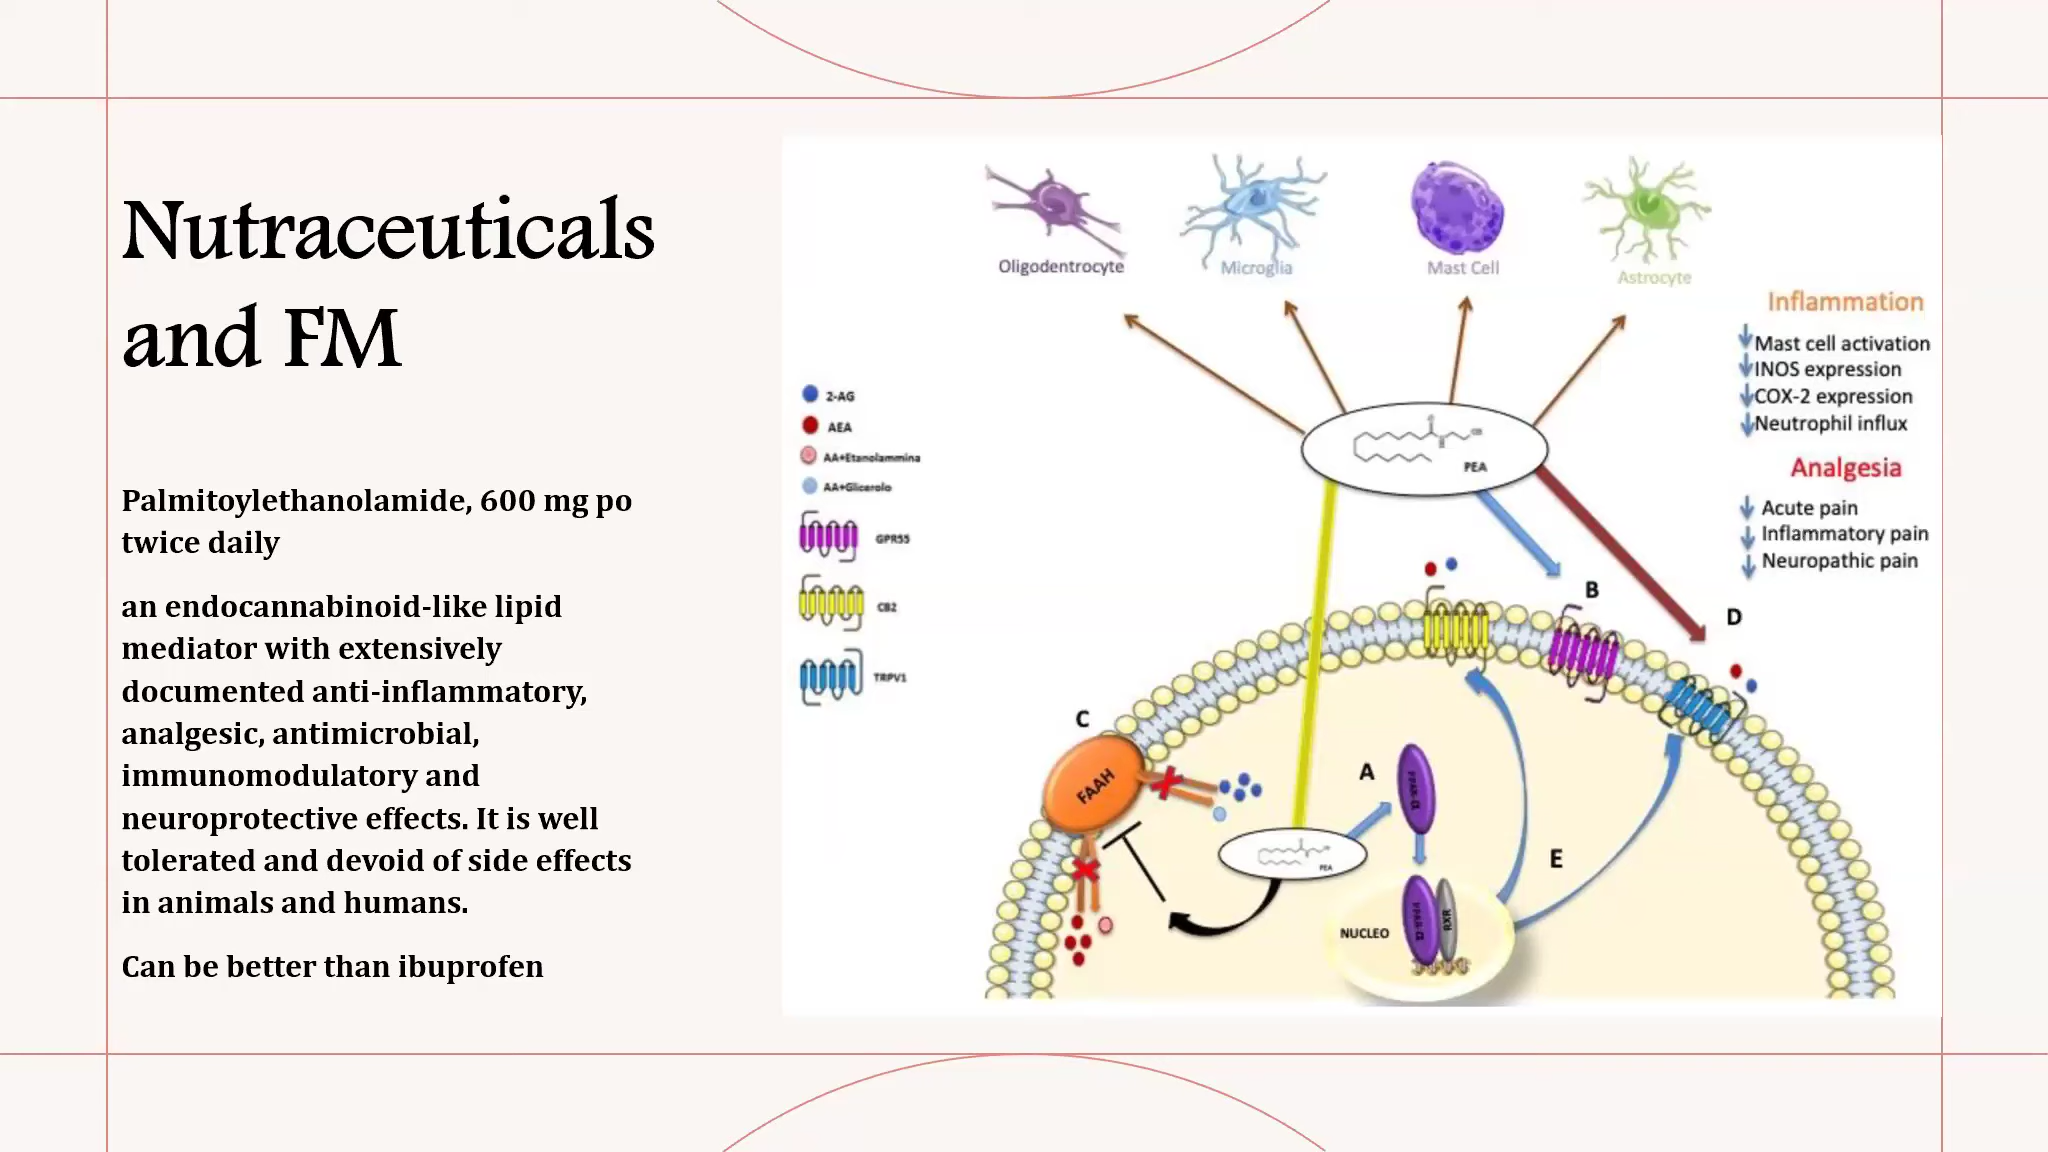 Nutraceuticals
and FM
Palmitoylethanolamide, 600 mg po
twice daily
an endocannabinoid-like lipid
mediator with extensively
documented anti-inflammatory,
analgesic, antimicrobial,
immunomodulatory and
neuroprotective effects. It is well
tolerated and devoid of side effects
in animals and humans.
Can be better than ibuprofen
Oligodentrocyte
Microglia
Mast Cell
Astrocyte
Inflammation
Mast cell activation
INOS expression
COX-2 expression
Neutrophil influx
Analgesia
Acute pain
Inflammatory pain
Neuropathic pain
2-AG
AEA
AA+Etanolammina
AA+Glicerolo
GPR55
CB2
TRPV1
PEA
B
D
C
FAAH
A
PPAR-α
PEA
E
NUCLEO
PPAR-α
RXR